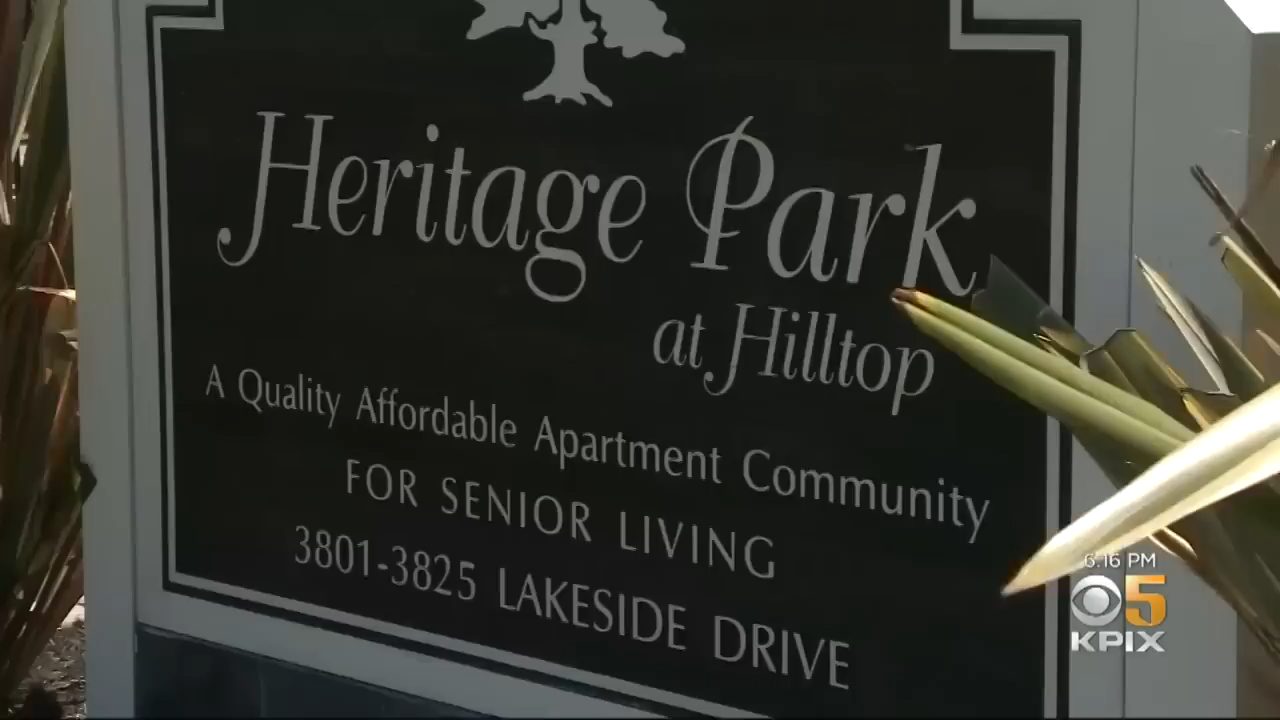 Heritage Park
at Hilltop
A Quality Affordable Apartment Community
FOR SENIOR LIVING
3801-3825 LAKESIDE DRIVE
6:16 PM
5
KPIX